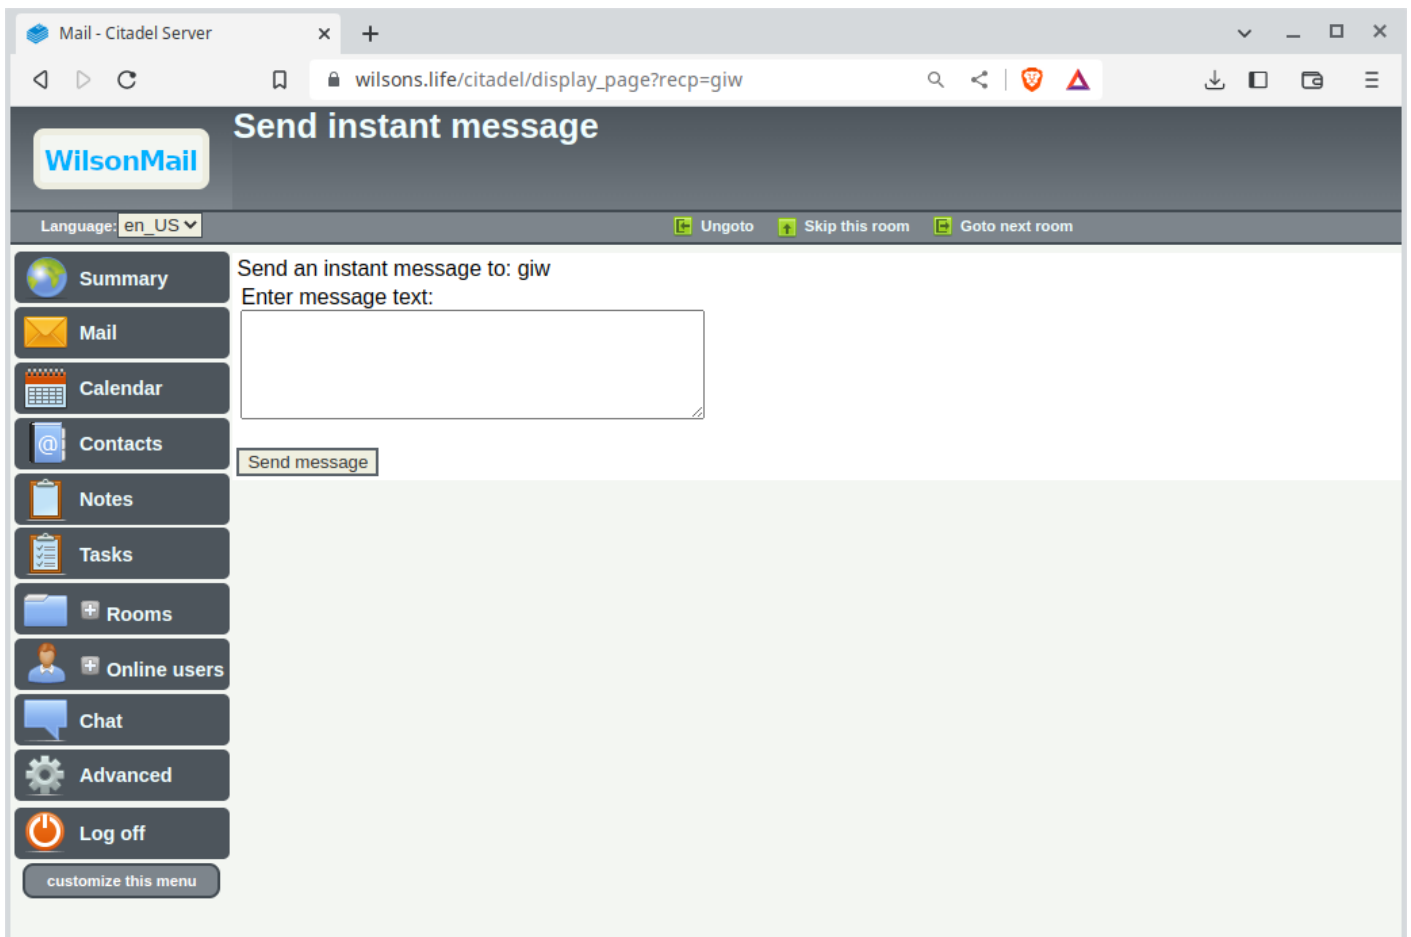 Mail - Citadel Server
wilsons.life/citadel/display_page?recp=giw
WilsonMail
Send instant message
Language: en_US
Ungoto
Skip this room
Goto next room
Summary
Mail
Calendar
Contacts
Notes
Tasks
Rooms
Online users
Chat
Advanced
Log off
customize this menu
Send an instant message to: giw
Enter message text:
Send message